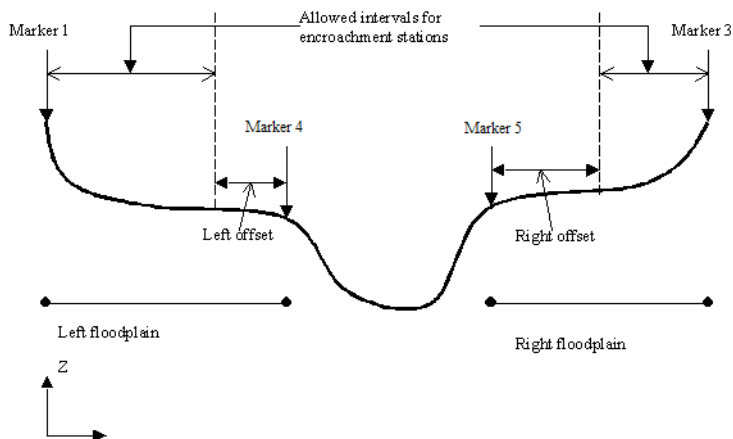 Allowed intervals for
encroachment stations
Marker 1
Marker 3
Marker 4
Marker 5
Left offset
Right offset
Left floodplain
Right floodplain
Z